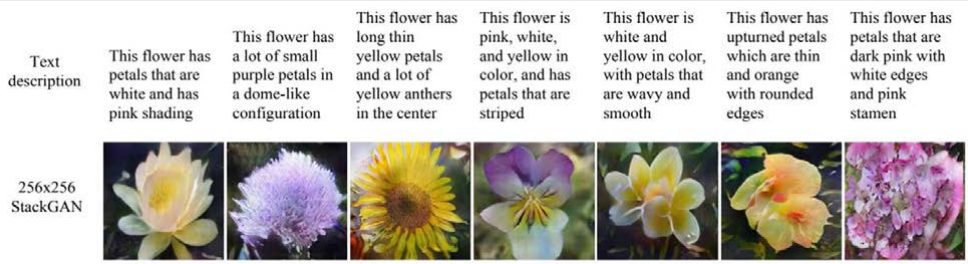 Text
description
This flower has
petals that are
white and has
pink shading
This flower has
a lot of small
purple petals in
a dome-like
configuration
This flower has
long thin
yellow petals
and a lot of
yellow anthers
in the center
This flower is
pink, white,
and yellow in
color, and has
petals that are
striped
This flower is
white and
yellow in color,
with petals that
are wavy and
smooth
This flower has
upturned petals
which are thin
and orange
with rounded
edges
This flower has
petals that are
dark pink with
white edges
and pink
stamen
256x256
StackGAN